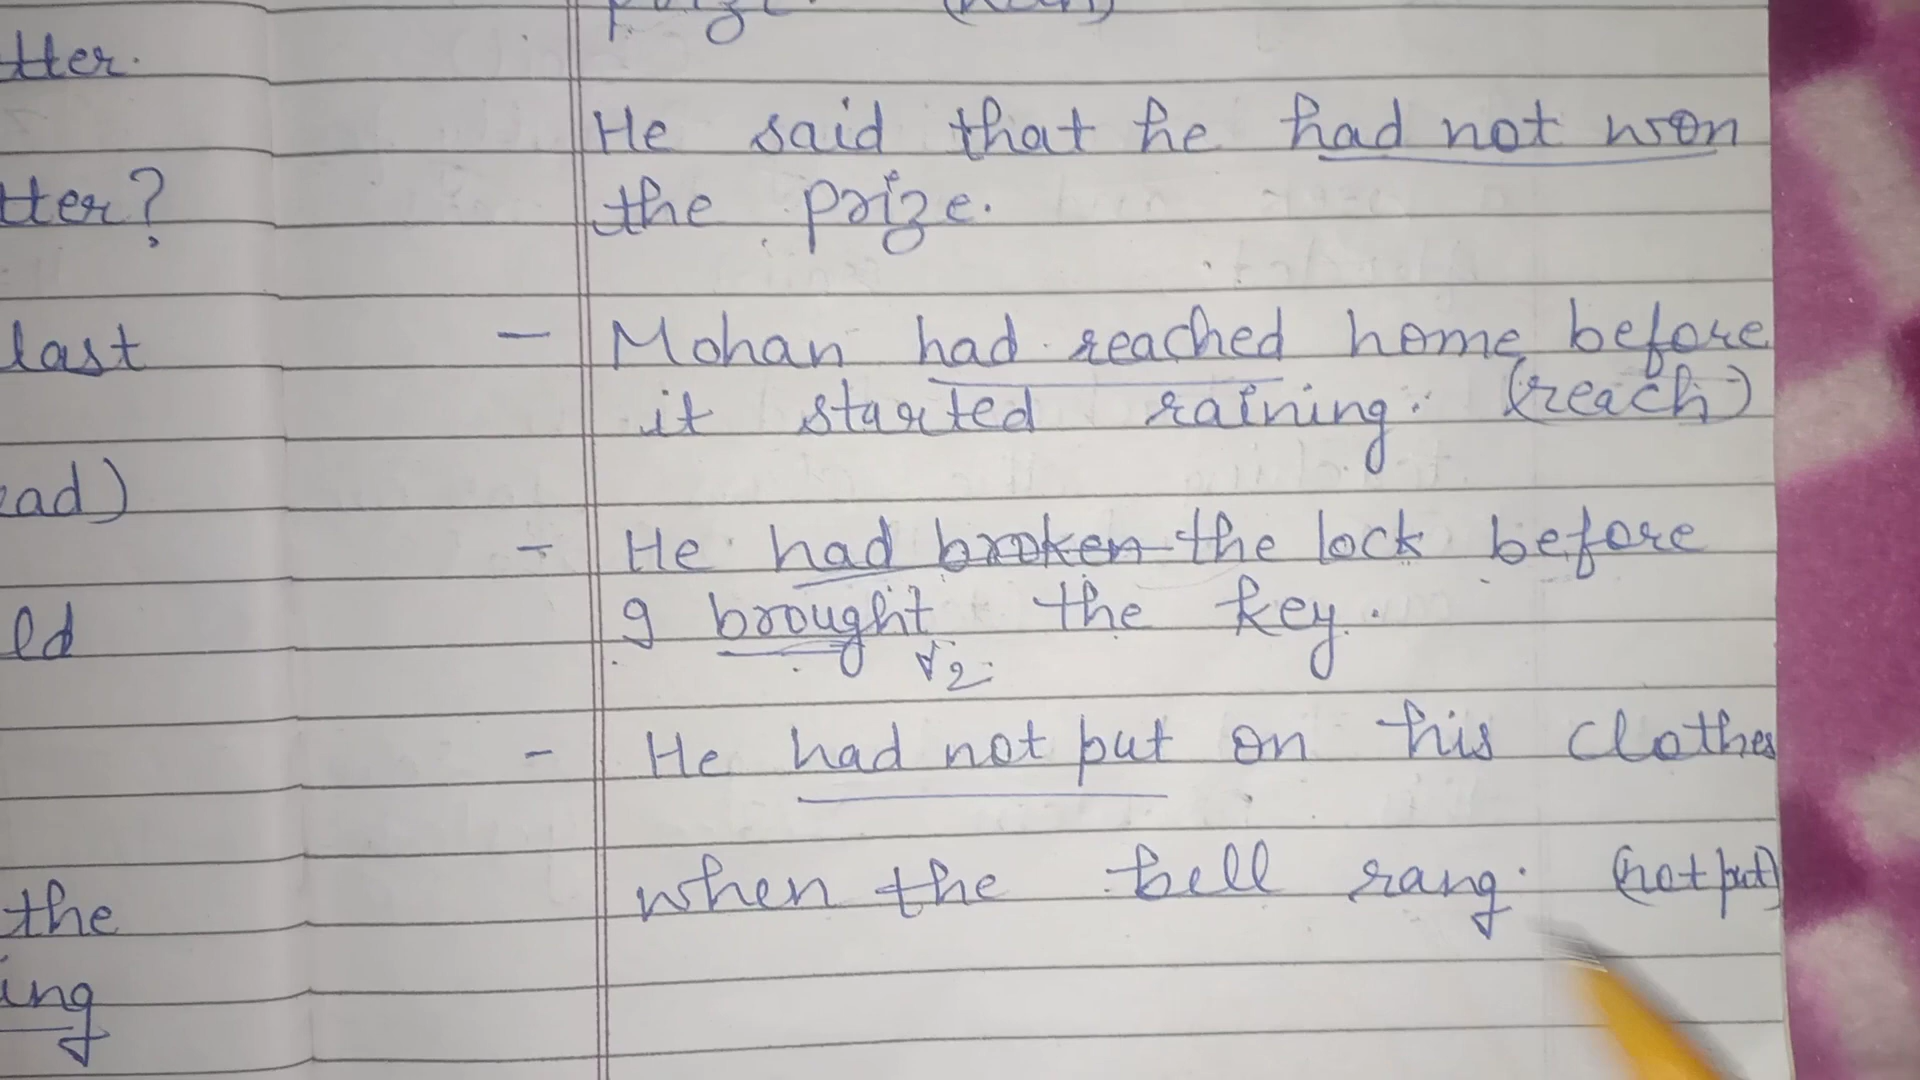 tter.
He said that he had not won
tter?
the prize.
last
- Mohan had reached home before
it started raining. (reach)
ead)
- He had broken the lock before
ld
I brought the key.
V2
- He had not put on his clothes
the
when the bell rang. (not put)
ing